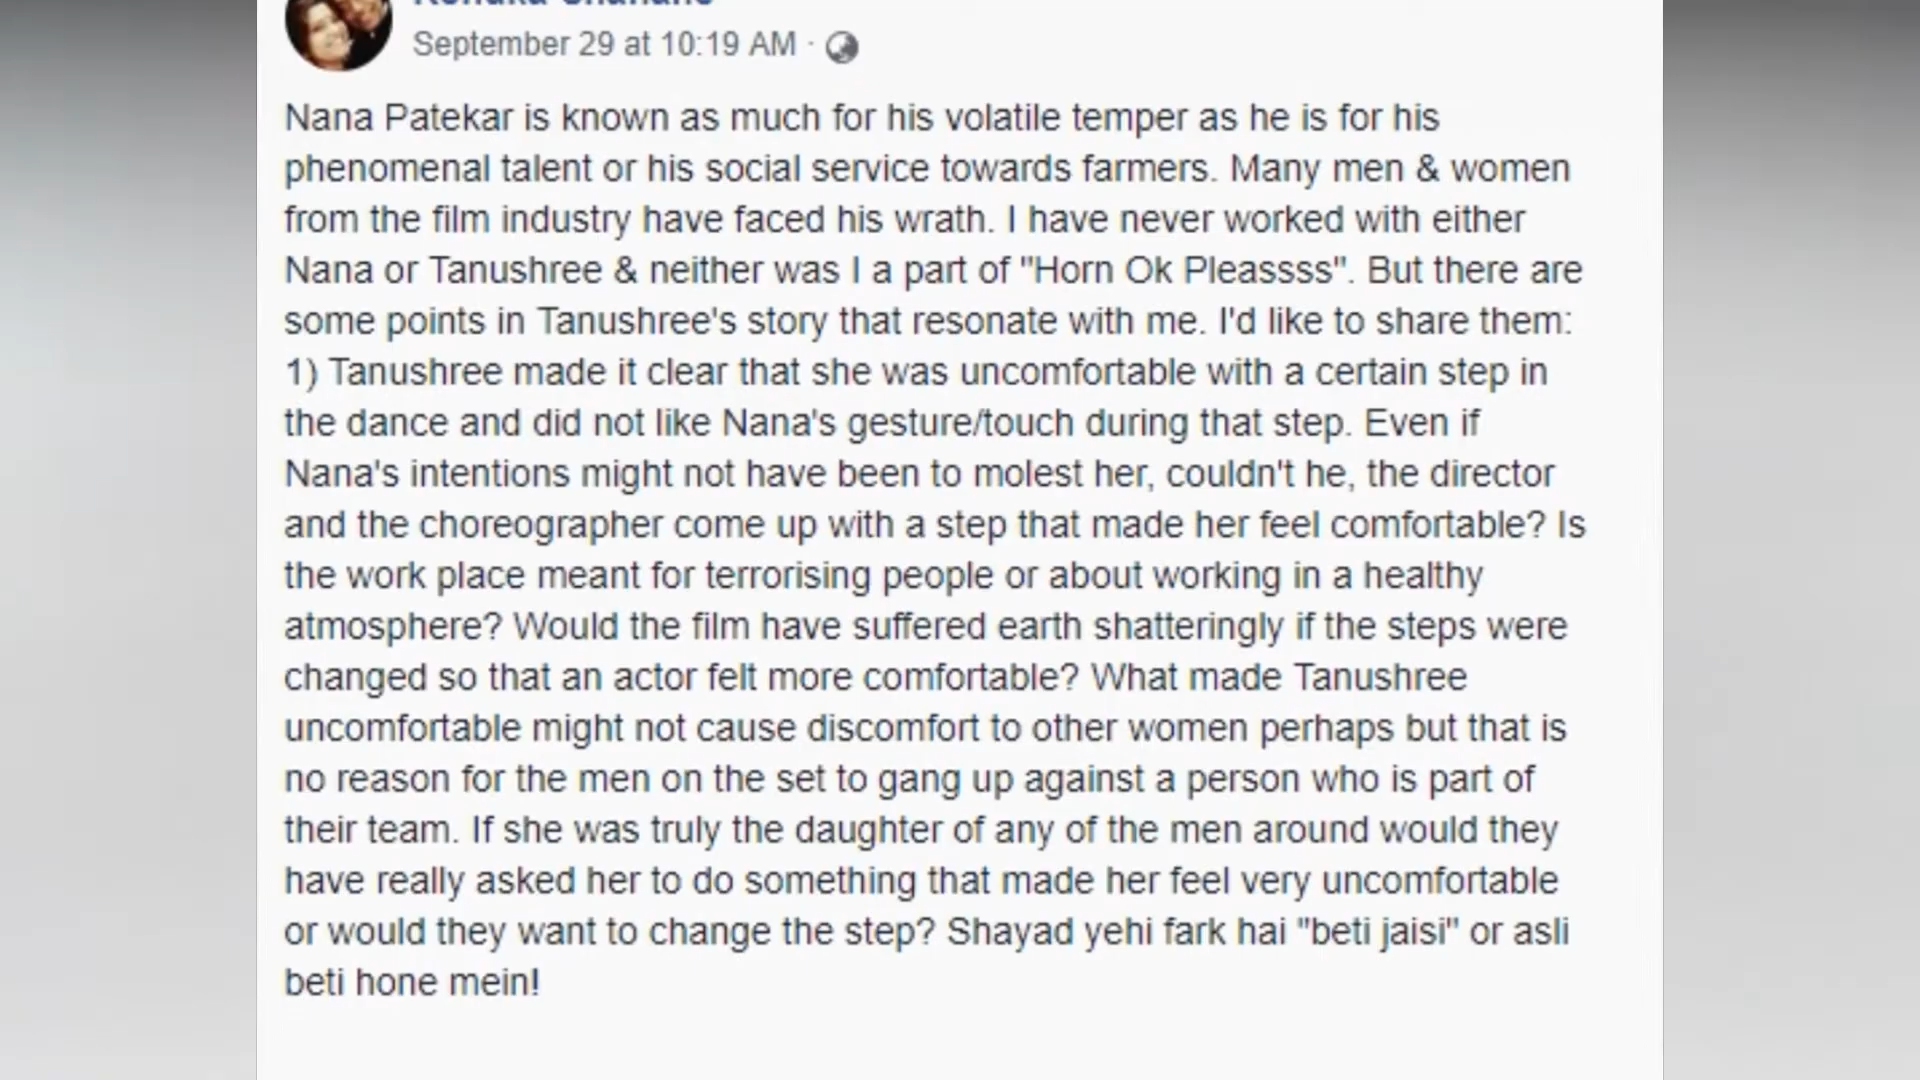 September 29 at 10:19 AM ·
Nana Patekar is known as much for his volatile temper as he is for his
phenomenal talent or his social service towards farmers. Many men & women
from the film industry have faced his wrath. I have never worked with either
Nana or Tanushree & neither was I a part of "Horn Ok Pleassss". But there are
some points in Tanushree's story that resonate with me. I'd like to share them:
1) Tanushree made it clear that she was uncomfortable with a certain step in
the dance and did not like Nana's gesture/touch during that step. Even if
Nana's intentions might not have been to molest her, couldn't he, the director
and the choreographer come up with a step that made her feel comfortable? Is
the work place meant for terrorising people or about working in a healthy
atmosphere? Would the film have suffered earth shatteringly if the steps were
changed so that an actor felt more comfortable? What made Tanushree
uncomfortable might not cause discomfort to other women perhaps but that is
no reason for the men on the set to gang up against a person who is part of
their team. If she was truly the daughter of any of the men around would they
have really asked her to do something that made her feel very uncomfortable
or would they want to change the step? Shayad yehi fark hai "beti jaisi" or asli
beti hone mein!